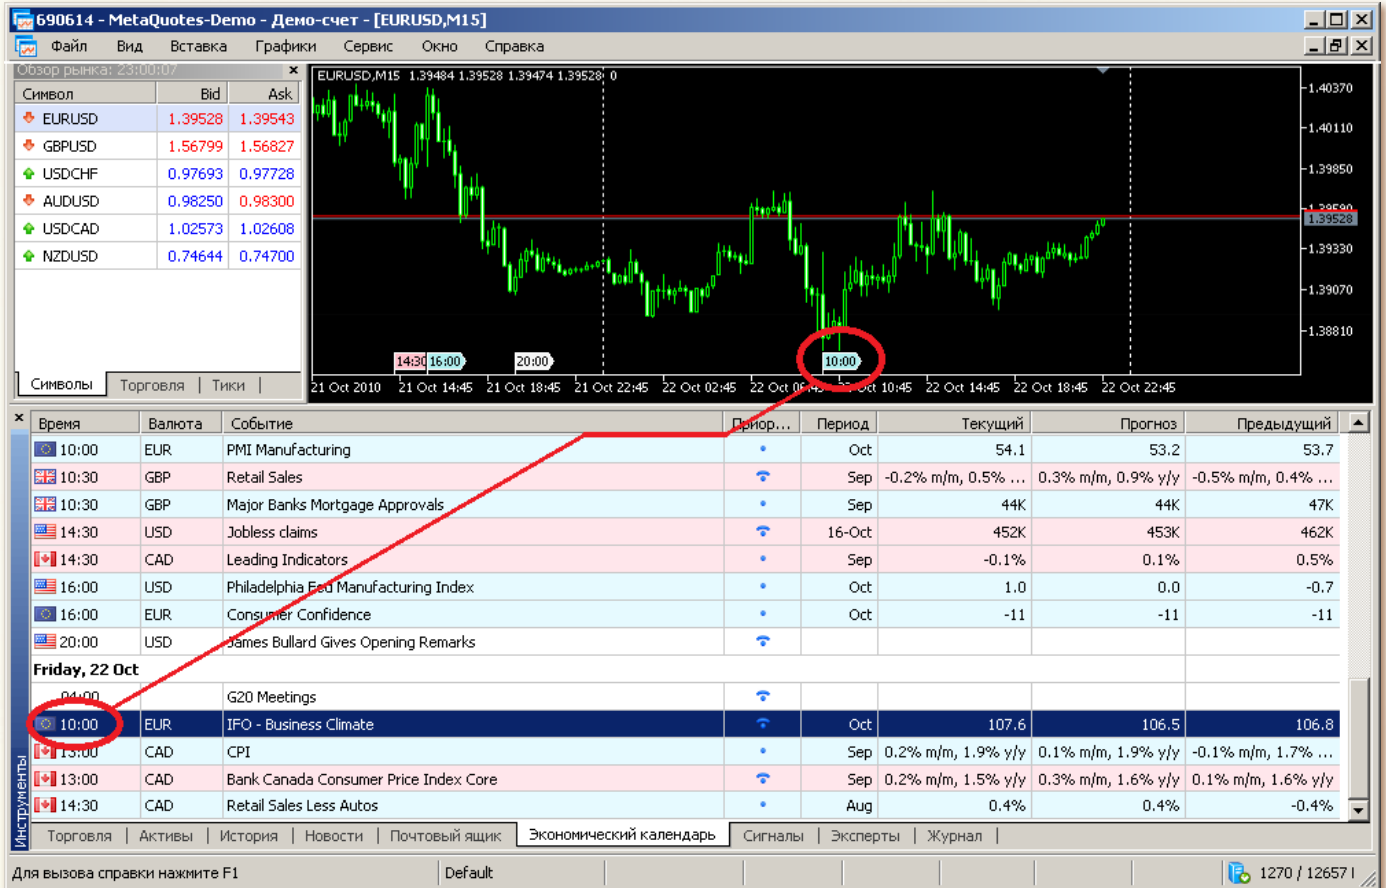 690614 - MetaQuotes-Demo - Демо-счет - [EURUSD,M15]
Файл Вид Вставка Графики Сервис Окно Справка
Обзор рынка: 23:00:07
Символ Bid Ask
EURUSD 1.39528 1.39543
GBPUSD 1.56799 1.56827
USDCHF 0.97693 0.97728
AUDUSD 0.98250 0.98300
USDCAD 1.02573 1.02608
NZDUSD 0.74644 0.74700
Символы Торговля Тики
EURUSD,M15 1.39484 1.39528 1.39474 1.39528 0
1.40370
1.40110
1.39850
1.39590
1.39528
1.39330
1.39070
1.38810
14:30 16:00 20:00 10:00
21 Oct 2010 21 Oct 14:45 21 Oct 18:45 21 Oct 22:45 22 Oct 02:45 22 Oct 06:45 22 Oct 10:45 22 Oct 14:45 22 Oct 18:45 22 Oct 22:45
Время Валюта Событие Приор... Период Текущий Прогноз Предыдущий
10:00 EUR PMI Manufacturing Oct 54.1 53.2 53.7
10:30 GBP Retail Sales Sep -0.2% m/m, 0.5% ... 0.3% m/m, 0.9% y/y -0.5% m/m, 0.4% ...
10:30 GBP Major Banks Mortgage Approvals Sep 44K 44K 47K
14:30 USD Jobless claims 16-Oct 452K 453K 462K
14:30 CAD Leading Indicators Sep -0.1% 0.1% 0.5%
16:00 USD Philadelphia Fed Manufacturing Index Oct 1.0 0.0 -0.7
16:00 EUR Consumer Confidence Oct -11 -11 -11
20:00 USD James Bullard Gives Opening Remarks
Friday, 22 Oct
04:00 G20 Meetings
10:00 EUR IFO - Business Climate Oct 107.6 106.5 106.8
13:00 CAD CPI Sep 0.2% m/m, 1.9% y/y 0.1% m/m, 1.9% y/y -0.1% m/m, 1.7% ...
13:00 CAD Bank Canada Consumer Price Index Core Sep 0.2% m/m, 1.5% y/y 0.3% m/m, 1.6% y/y 0.1% m/m, 1.6% y/y
14:30 CAD Retail Sales Less Autos Aug 0.4% 0.4% -0.4%
Инструменты
Торговля Активы История Новости Почтовый ящик Экономический календарь Сигналы Эксперты Журнал
Для вызова справки нажмите F1 Default 1270 / 12657